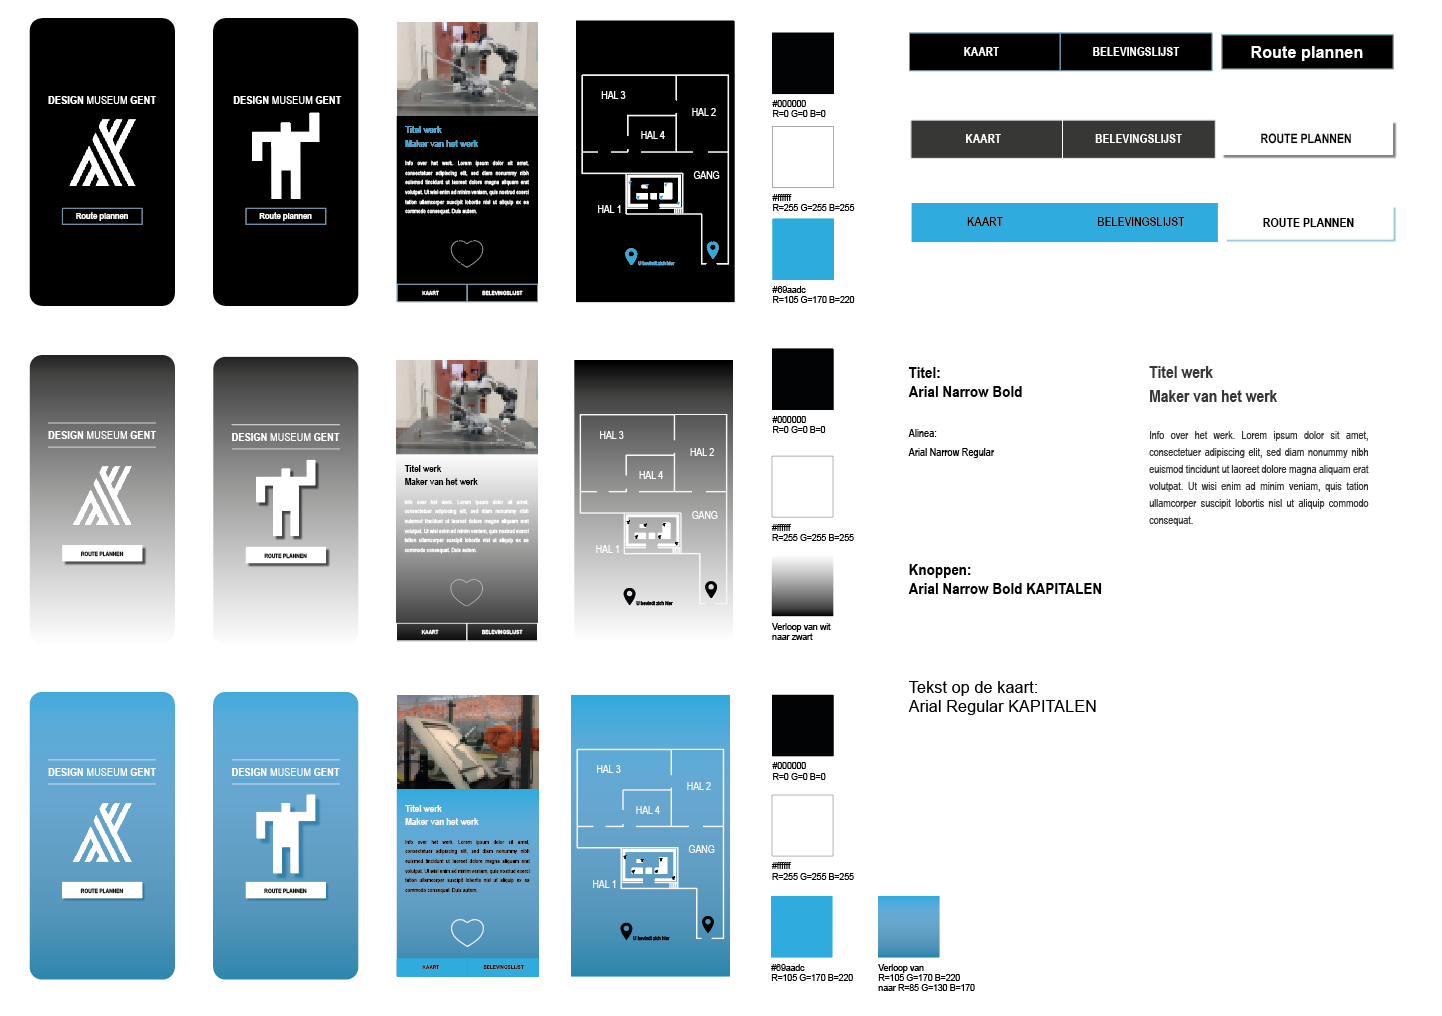 DESIGN MUSEUM GENT
Route plannen
DESIGN MUSEUM GENT
Route plannen
Titel werk
Maker van het werk
Info over het werk. Lorem ipsum dolor sit amet,
consectetuer adipiscing elit, sed diam nonummy nibh
euismod tincidunt ut laoreet dolore magna aliquam erat
volutpat. Ut wisi enim ad minim veniam, quis nostrud exerci
tation ullamcorper suscipit lobortis nisl ut aliquip ex ea
commodo consequat. Duis autem.
KAART
BELEVINGSLIJST
HAL 3
HAL 2
HAL 4
GANG
HAL 1
U bevindt zich hier
#000000
R=0 G=0 B=0
#ffffff
R=255 G=255 B=255
#69aadc
R=105 G=170 B=220
KAART
BELEVINGSLIJST
Route plannen
KAART
BELEVINGSLIJST
ROUTE PLANNEN
KAART
BELEVINGSLIJST
ROUTE PLANNEN
DESIGN MUSEUM GENT
ROUTE PLANNEN
DESIGN MUSEUM GENT
ROUTE PLANNEN
Titel werk
Maker van het werk
Info over het werk. Lorem ipsum dolor sit amet,
consectetuer adipiscing elit, sed diam nonummy nibh
euismod tincidunt ut laoreet dolore magna aliquam erat
volutpat. Ut wisi enim ad minim veniam, quis nostrud exerci
tation ullamcorper suscipit lobortis nisl ut aliquip ex ea
commodo consequat. Duis autem.
KAART
BELEVINGSLIJST
HAL 3
HAL 2
HAL 4
GANG
HAL 1
U bevindt zich hier
#000000
R=0 G=0 B=0
#ffffff
R=255 G=255 B=255
Verloop van wit
naar zwart
Titel:
Arial Narrow Bold
Alinea:
Arial Narrow Regular
Knoppen:
Arial Narrow Bold KAPITALEN
Tekst op de kaart:
Arial Regular KAPITALEN
Titel werk
Maker van het werk
Info over het werk. Lorem ipsum dolor sit amet,
consectetuer adipiscing elit, sed diam nonummy nibh
euismod tincidunt ut laoreet dolore magna aliquam erat
volutpat. Ut wisi enim ad minim veniam, quis tation
ullamcorper suscipit lobortis nisl ut aliquip commodo
consequat.
DESIGN MUSEUM GENT
ROUTE PLANNEN
DESIGN MUSEUM GENT
ROUTE PLANNEN
Titel werk
Maker van het werk
Info over het werk. Lorem ipsum dolor sit amet,
consectetuer adipiscing elit, sed diam nonummy nibh
euismod tincidunt ut laoreet dolore magna aliquam erat
volutpat. Ut wisi enim ad minim veniam, quis nostrud exerci
tation ullamcorper suscipit lobortis nisl ut aliquip ex ea
commodo consequat. Duis autem.
KAART
BELEVINGSLIJST
HAL 3
HAL 2
HAL 4
GANG
HAL 1
U bevindt zich hier
#000000
R=0 G=0 B=0
#ffffff
R=255 G=255 B=255
#69aadc
R=105 G=170 B=220
Verloop van
R=105 G=170 B=220
naar R=85 G=130 B=170